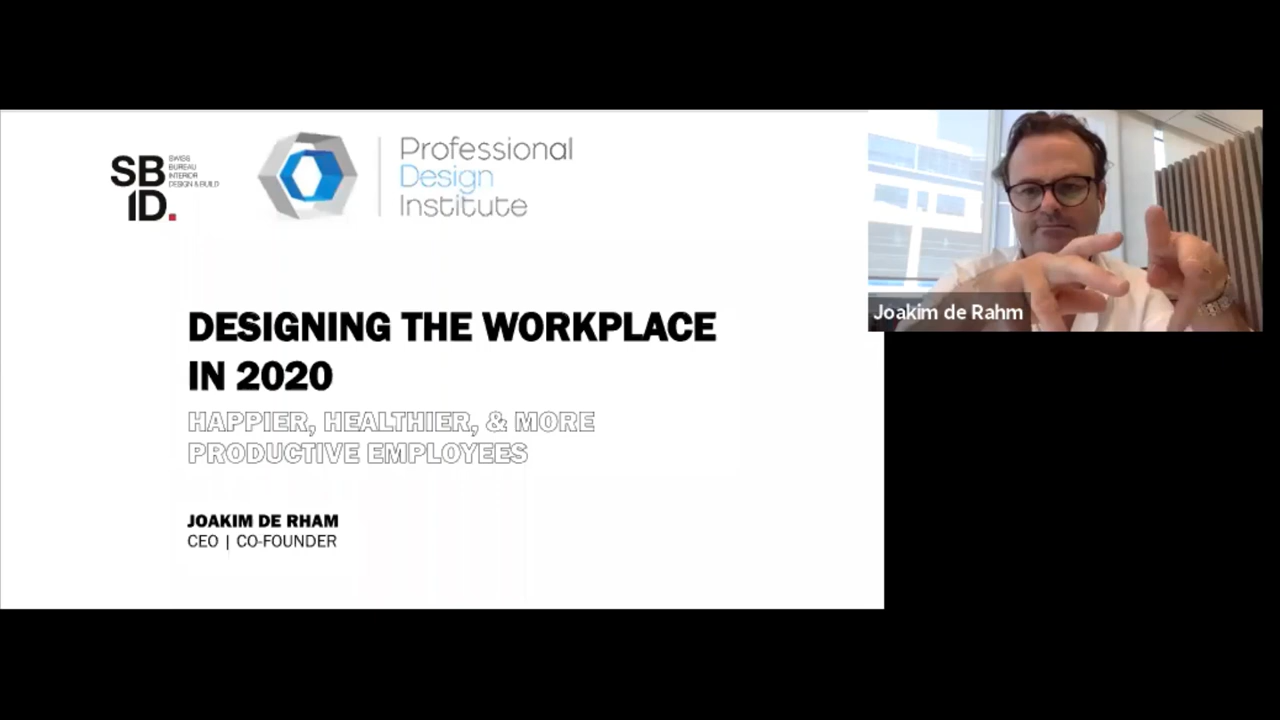 SB
ID.
SWISS
BUREAU
INTERIOR
DESIGN & BUILD
Professional
Design
Institute
DESIGNING THE WORKPLACE
IN 2020
HAPPIER, HEALTHIER, & MORE
PRODUCTIVE EMPLOYEES
JOAKIM DE RHAM
CEO | CO-FOUNDER
Joakim de Rahm